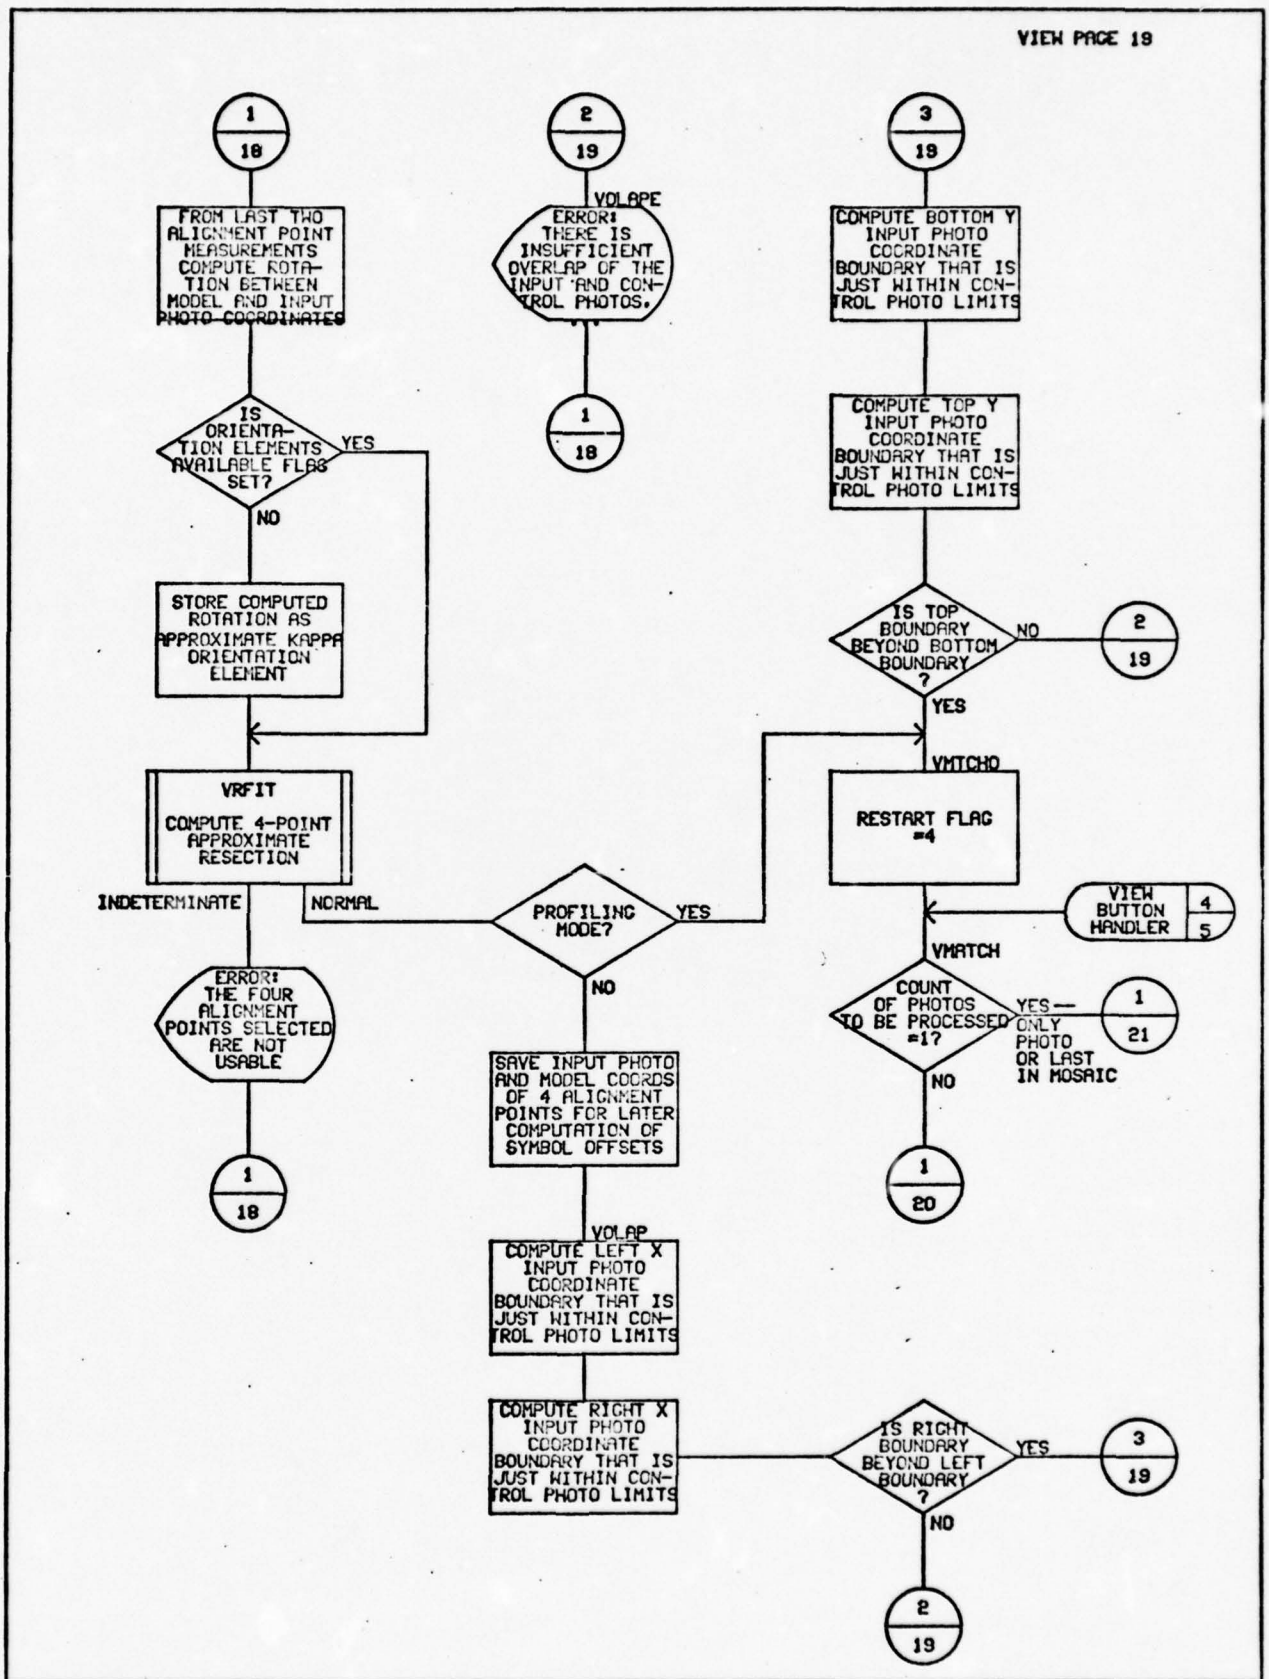 VIEW PAGE 19
1
18
FROM LAST TWO
ALIGNMENT POINT
MEASUREMENTS
COMPUTE ROTA-
TION BETWEEN
MODEL AND INPUT
PHOTO COORDINATES
IS
ORIENTA-
TION ELEMENTS
AVAILABLE FLAG
SET?
YES
NO
STORE COMPUTED
ROTATION AS
APPROXIMATE KAPPA
ORIENTATION
ELEMENT
VRFIT
COMPUTE 4-POINT
APPROXIMATE
RESECTION
INDETERMINATE
NORMAL
ERROR:
THE FOUR
ALIGNMENT
POINTS SELECTED
ARE NOT
USABLE
1
18
2
19
VOLAPE
ERROR:
THERE IS
INSUFFICIENT
OVERLAP OF THE
INPUT AND CON-
TROL PHOTOS.
1
18
PROFILING
MODE?
YES
NO
SAVE INPUT PHOTO
AND MODEL COORDS
OF 4 ALIGNMENT
POINTS FOR LATER
COMPUTATION OF
SYMBOL OFFSETS
VOLAP
COMPUTE LEFT X
INPUT PHOTO
COORDINATE
BOUNDARY THAT IS
JUST WITHIN CON-
TROL PHOTO LIMITS
COMPUTE RIGHT X
INPUT PHOTO
COORDINATE
BOUNDARY THAT IS
JUST WITHIN CON-
TROL PHOTO LIMITS
IS RIGHT
BOUNDARY
BEYOND LEFT
BOUNDARY
?
YES
3
19
NO
2
19
3
19
COMPUTE BOTTOM Y
INPUT PHOTO
COORDINATE
BOUNDARY THAT IS
JUST WITHIN CON-
TROL PHOTO LIMITS
COMPUTE TOP Y
INPUT PHOTO
COORDINATE
BOUNDARY THAT IS
JUST WITHIN CON-
TROL PHOTO LIMITS
IS TOP
BOUNDARY
BEYOND BOTTOM
BOUNDARY
?
NO
2
19
YES
VMTCHO
RESTART FLAG
=4
VIEW
BUTTON
HANDLER
4
5
VMATCH
COUNT
OF PHOTOS
TO BE PROCESSED
=1?
YES —
ONLY
PHOTO
OR LAST
IN MOSAIC
1
21
NO
1
20